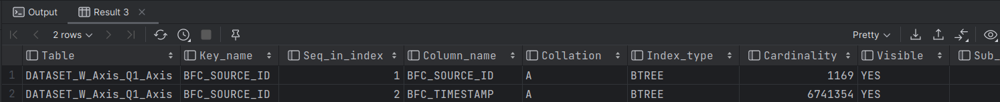 Output Result 3
2 rows Pretty
Table Key_name Seq_in_index Column_name Collation Index_type Cardinality Visible Sub_
1 DATASET_W_Axis_Q1_Axis BFC_SOURCE_ID 1 BFC_SOURCE_ID A BTREE 1169 YES
2 DATASET_W_Axis_Q1_Axis BFC_SOURCE_ID 2 BFC_TIMESTAMP A BTREE 6741354 YES